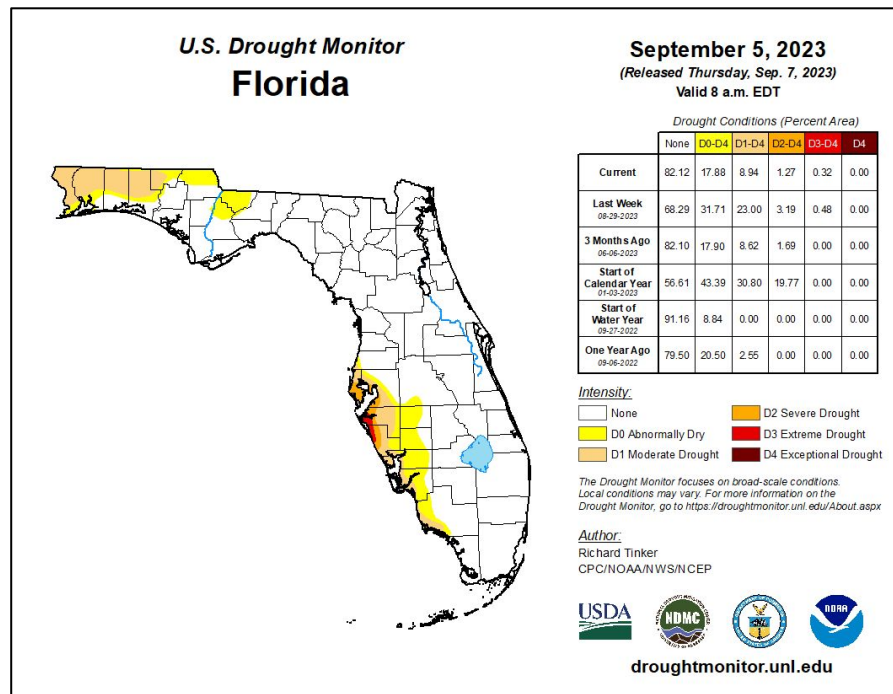 U.S. Drought Monitor
Florida
September 5, 2023
(Released Thursday, Sep. 7, 2023)
Valid 8 a.m. EDT
Drought Conditions (Percent Area)
None D0-D4 D1-D4 D2-D4 D3-D4 D4
Current 82.12 17.88 8.94 1.27 0.32 0.00
Last Week
08-29-2023
68.29 31.71 23.00 3.19 0.48 0.00
3 Months Ago
06-06-2023
82.10 17.90 8.62 1.69 0.00 0.00
Start of
Calendar Year
01-03-2023
56.61 43.39 30.80 19.77 0.00 0.00
Start of
Water Year
09-27-2022
91.16 8.84 0.00 0.00 0.00 0.00
One Year Ago
09-06-2022
79.50 20.50 2.55 0.00 0.00 0.00
Intensity:
None
D0 Abnormally Dry
D1 Moderate Drought
D2 Severe Drought
D3 Extreme Drought
D4 Exceptional Drought
The Drought Monitor focuses on broad-scale conditions.
Local conditions may vary. For more information on the
Drought Monitor, go to https://droughtmonitor.unl.edu/About.aspx
Author:
Richard Tinker
CPC/NOAA/NWS/NCEP
USDA
NDMC
NOAA
droughtmonitor.unl.edu